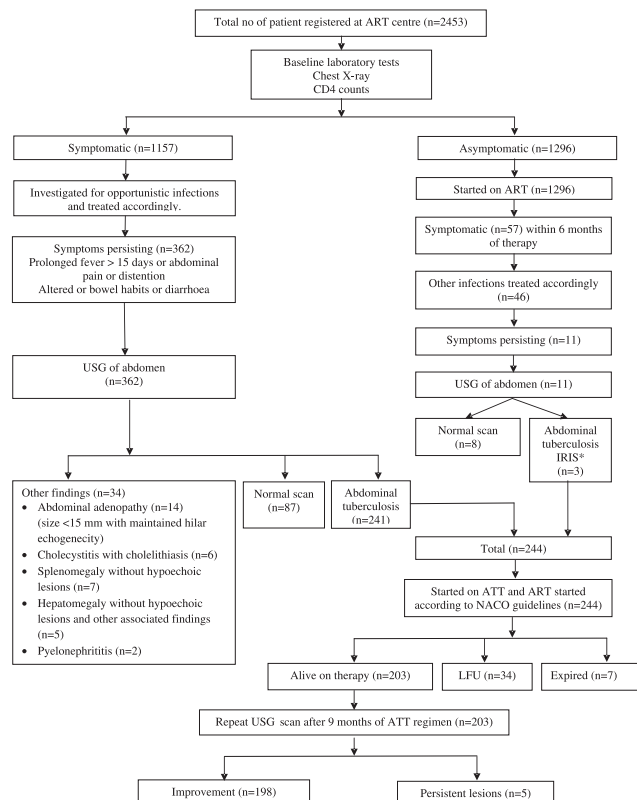 Total no of patient registered at ART centre (n=2453)
Baseline laboratory tests
Chest X-ray
CD4 counts
Symptomatic (n=1157)
Investigated for opportunistic infections
and treated accordingly.
Symptoms persisting (n=362)
Prolonged fever > 15 days or abdominal
pain or distention
Altered or bowel habits or diarrhoea
USG of abdomen
(n=362)
Other findings (n=34)
• Abdominal adenopathy (n=14)
(size <15 mm with maintained hilar
echogenecity)
• Cholecystitis with cholelithiasis (n=6)
• Splenomegaly without hypoechoic
lesions (n=7)
• Hepatomegaly without hypoechoic
lesions and other associated findings
(n=5)
• Pyelonephrititis (n=2)
Normal scan
(n=87)
Abdominal
tuberculosis
(n=241)
Asymptomatic (n=1296)
Started on ART (n=1296)
Symptomatic (n=57) within 6 months
of therapy
Other infections treated accordingly
(n=46)
Symptoms persisting (n=11)
USG of abdomen (n=11)
Normal scan
(n=8)
Abdominal
tuberculosis
IRIS*
(n=3)
Total (n=244)
Started on ATT and ART started
according to NACO guidelines (n=244)
Alive on therapy (n=203)
LFU (n=34)
Expired (n=7)
Repeat USG scan after 9 months of ATT regimen (n=203)
Improvement (n=198)
Persistent lesions (n=5)